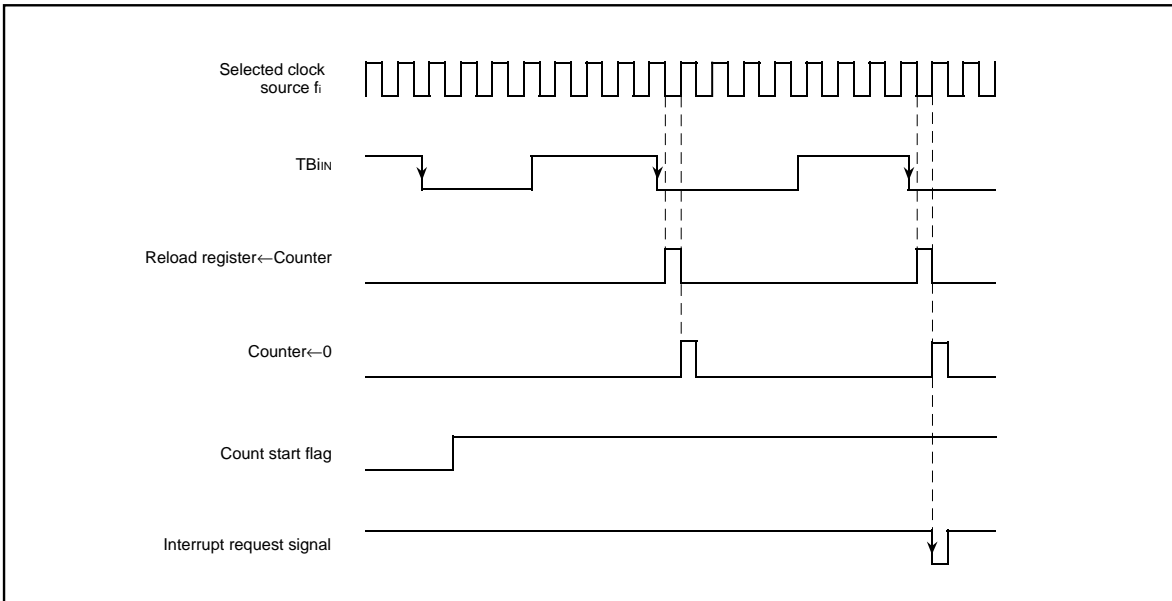 Selected clock
source fi
TBiIN
Reload register←Counter
Counter←0
Count start flag
Interrupt request signal